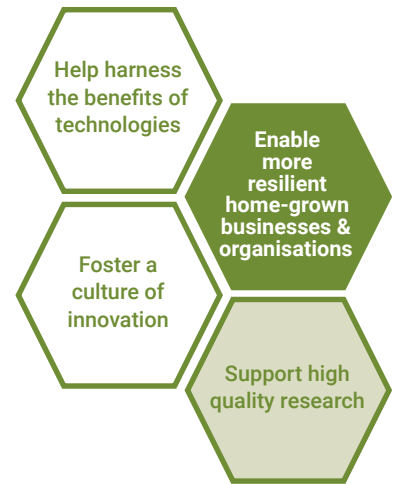 Help harness
the benefits of
technologies
Enable
more
resilient
home-grown
businesses &
organisations
Foster a
culture of
innovation
Support high
quality research